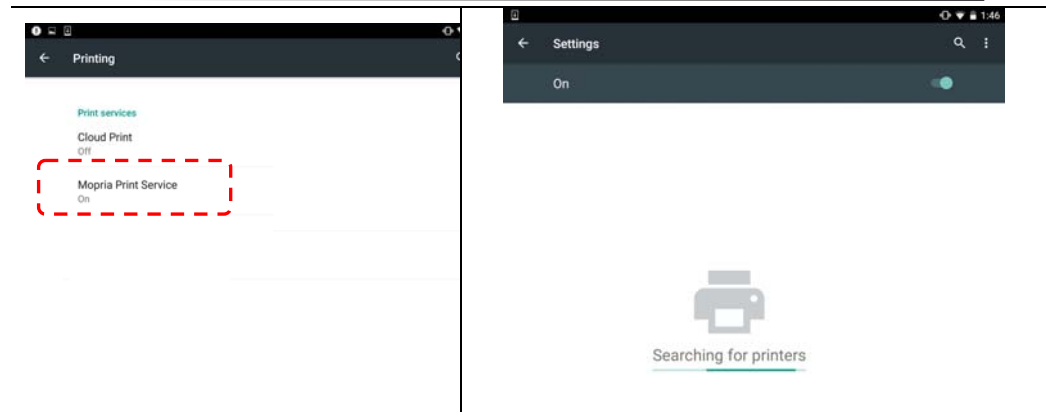 Printing
Print services
Cloud Print
Off
Mopria Print Service
On
1:46
Settings
On
Searching for printers